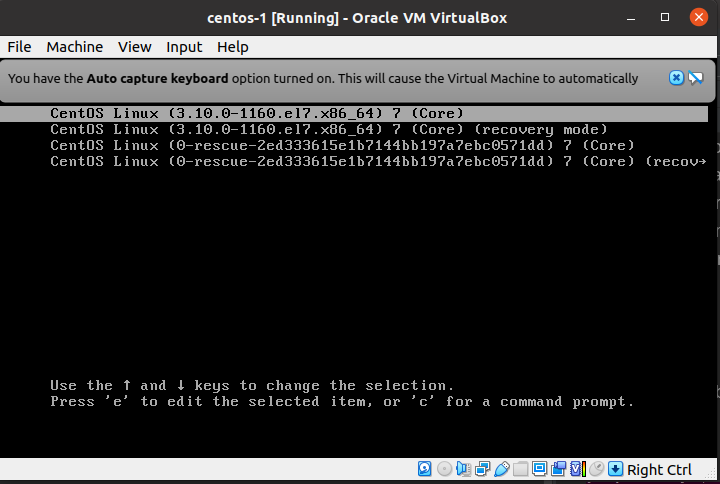 centos-1 [Running] - Oracle VM VirtualBox
File Machine View Input Help
You have the Auto capture keyboard option turned on. This will cause the Virtual Machine to automatically
CentOS Linux (3.10.0-1160.el7.x86_64) 7 (Core)
CentOS Linux (3.10.0-1160.el7.x86_64) 7 (Core) (recovery mode)
CentOS Linux (0-rescue-2ed333615e1b7144bb197a7ebc0571dd) 7 (Core)
CentOS Linux (0-rescue-2ed333615e1b7144bb197a7ebc0571dd) 7 (Core) (recov→
Use the ↑ and ↓ keys to change the selection.
Press 'e' to edit the selected item, or 'c' for a command prompt.
Right Ctrl